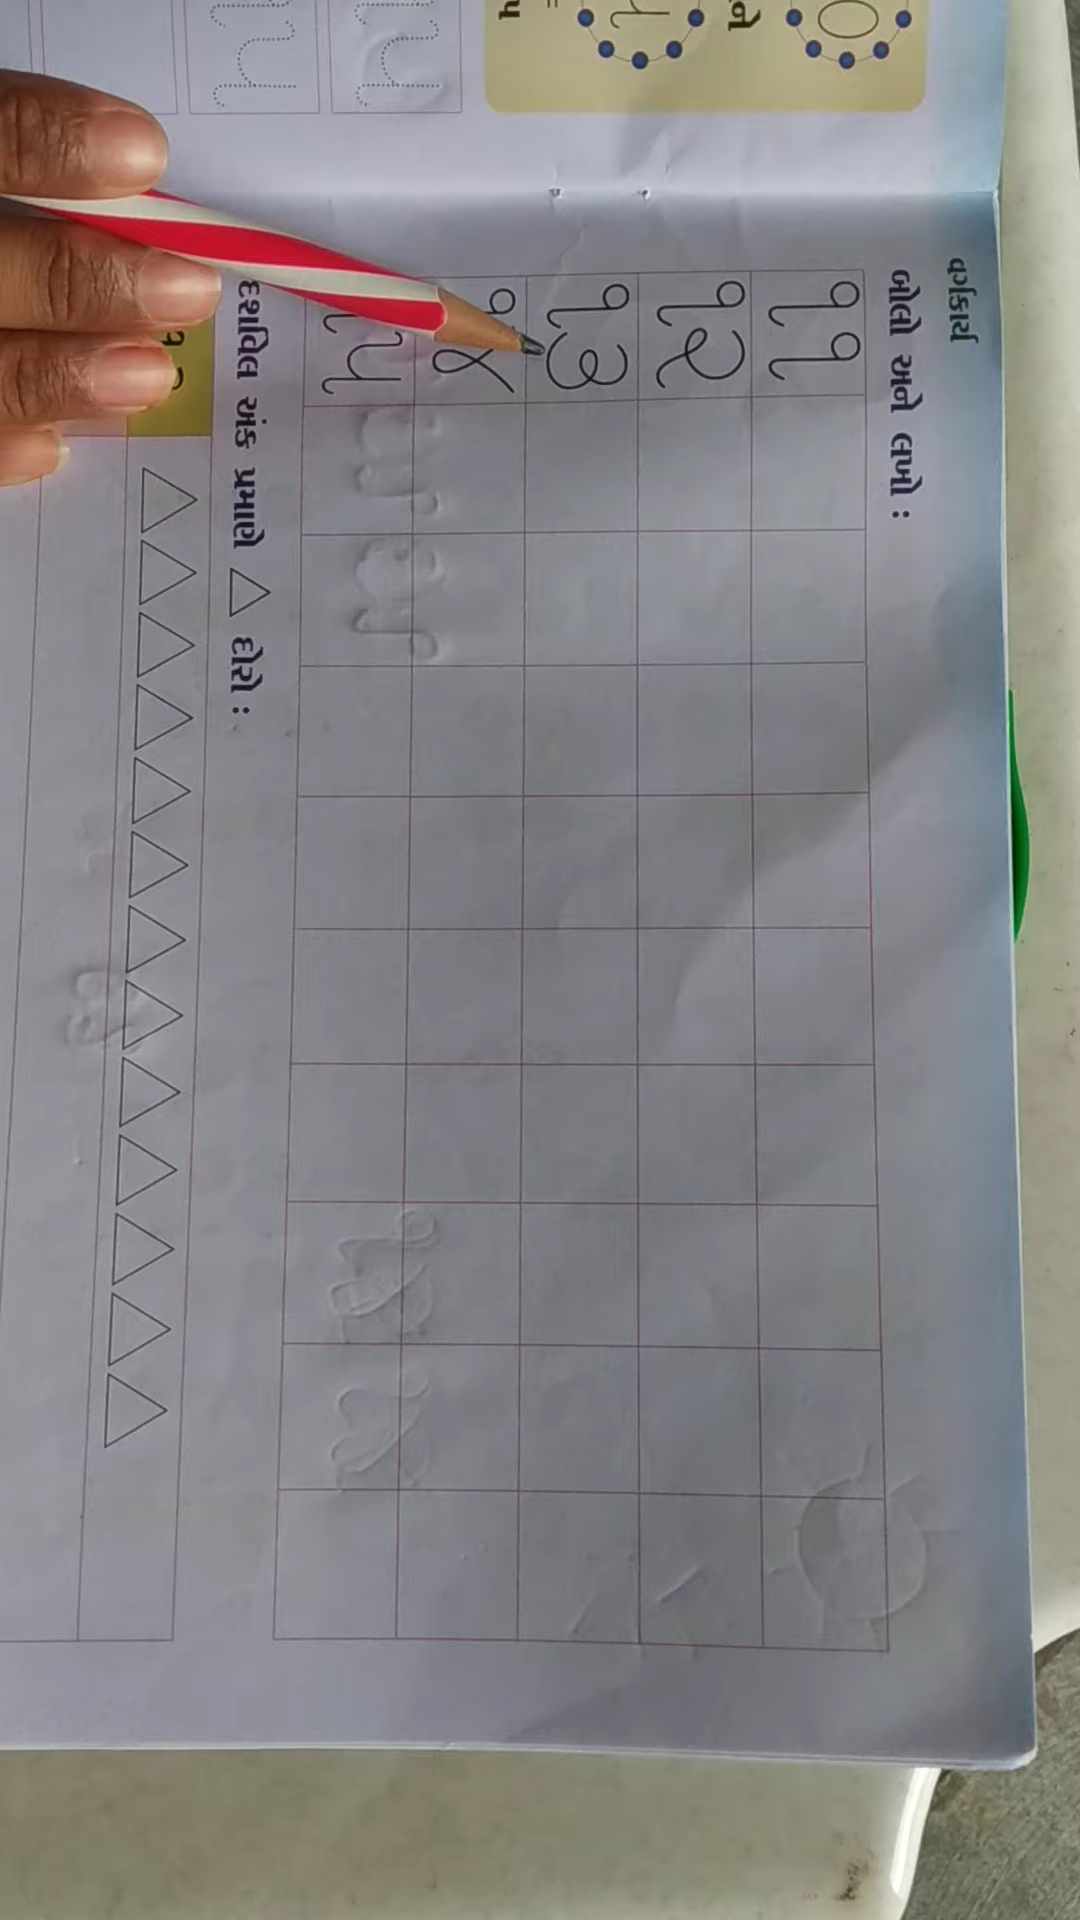 વર્ગકાર્ય
બોલો અને લખો :
૧૧
૧૨
૧૩
૧૪
૧૫
દર્શાવેલ અંક પ્રમાણે △ દોરો :